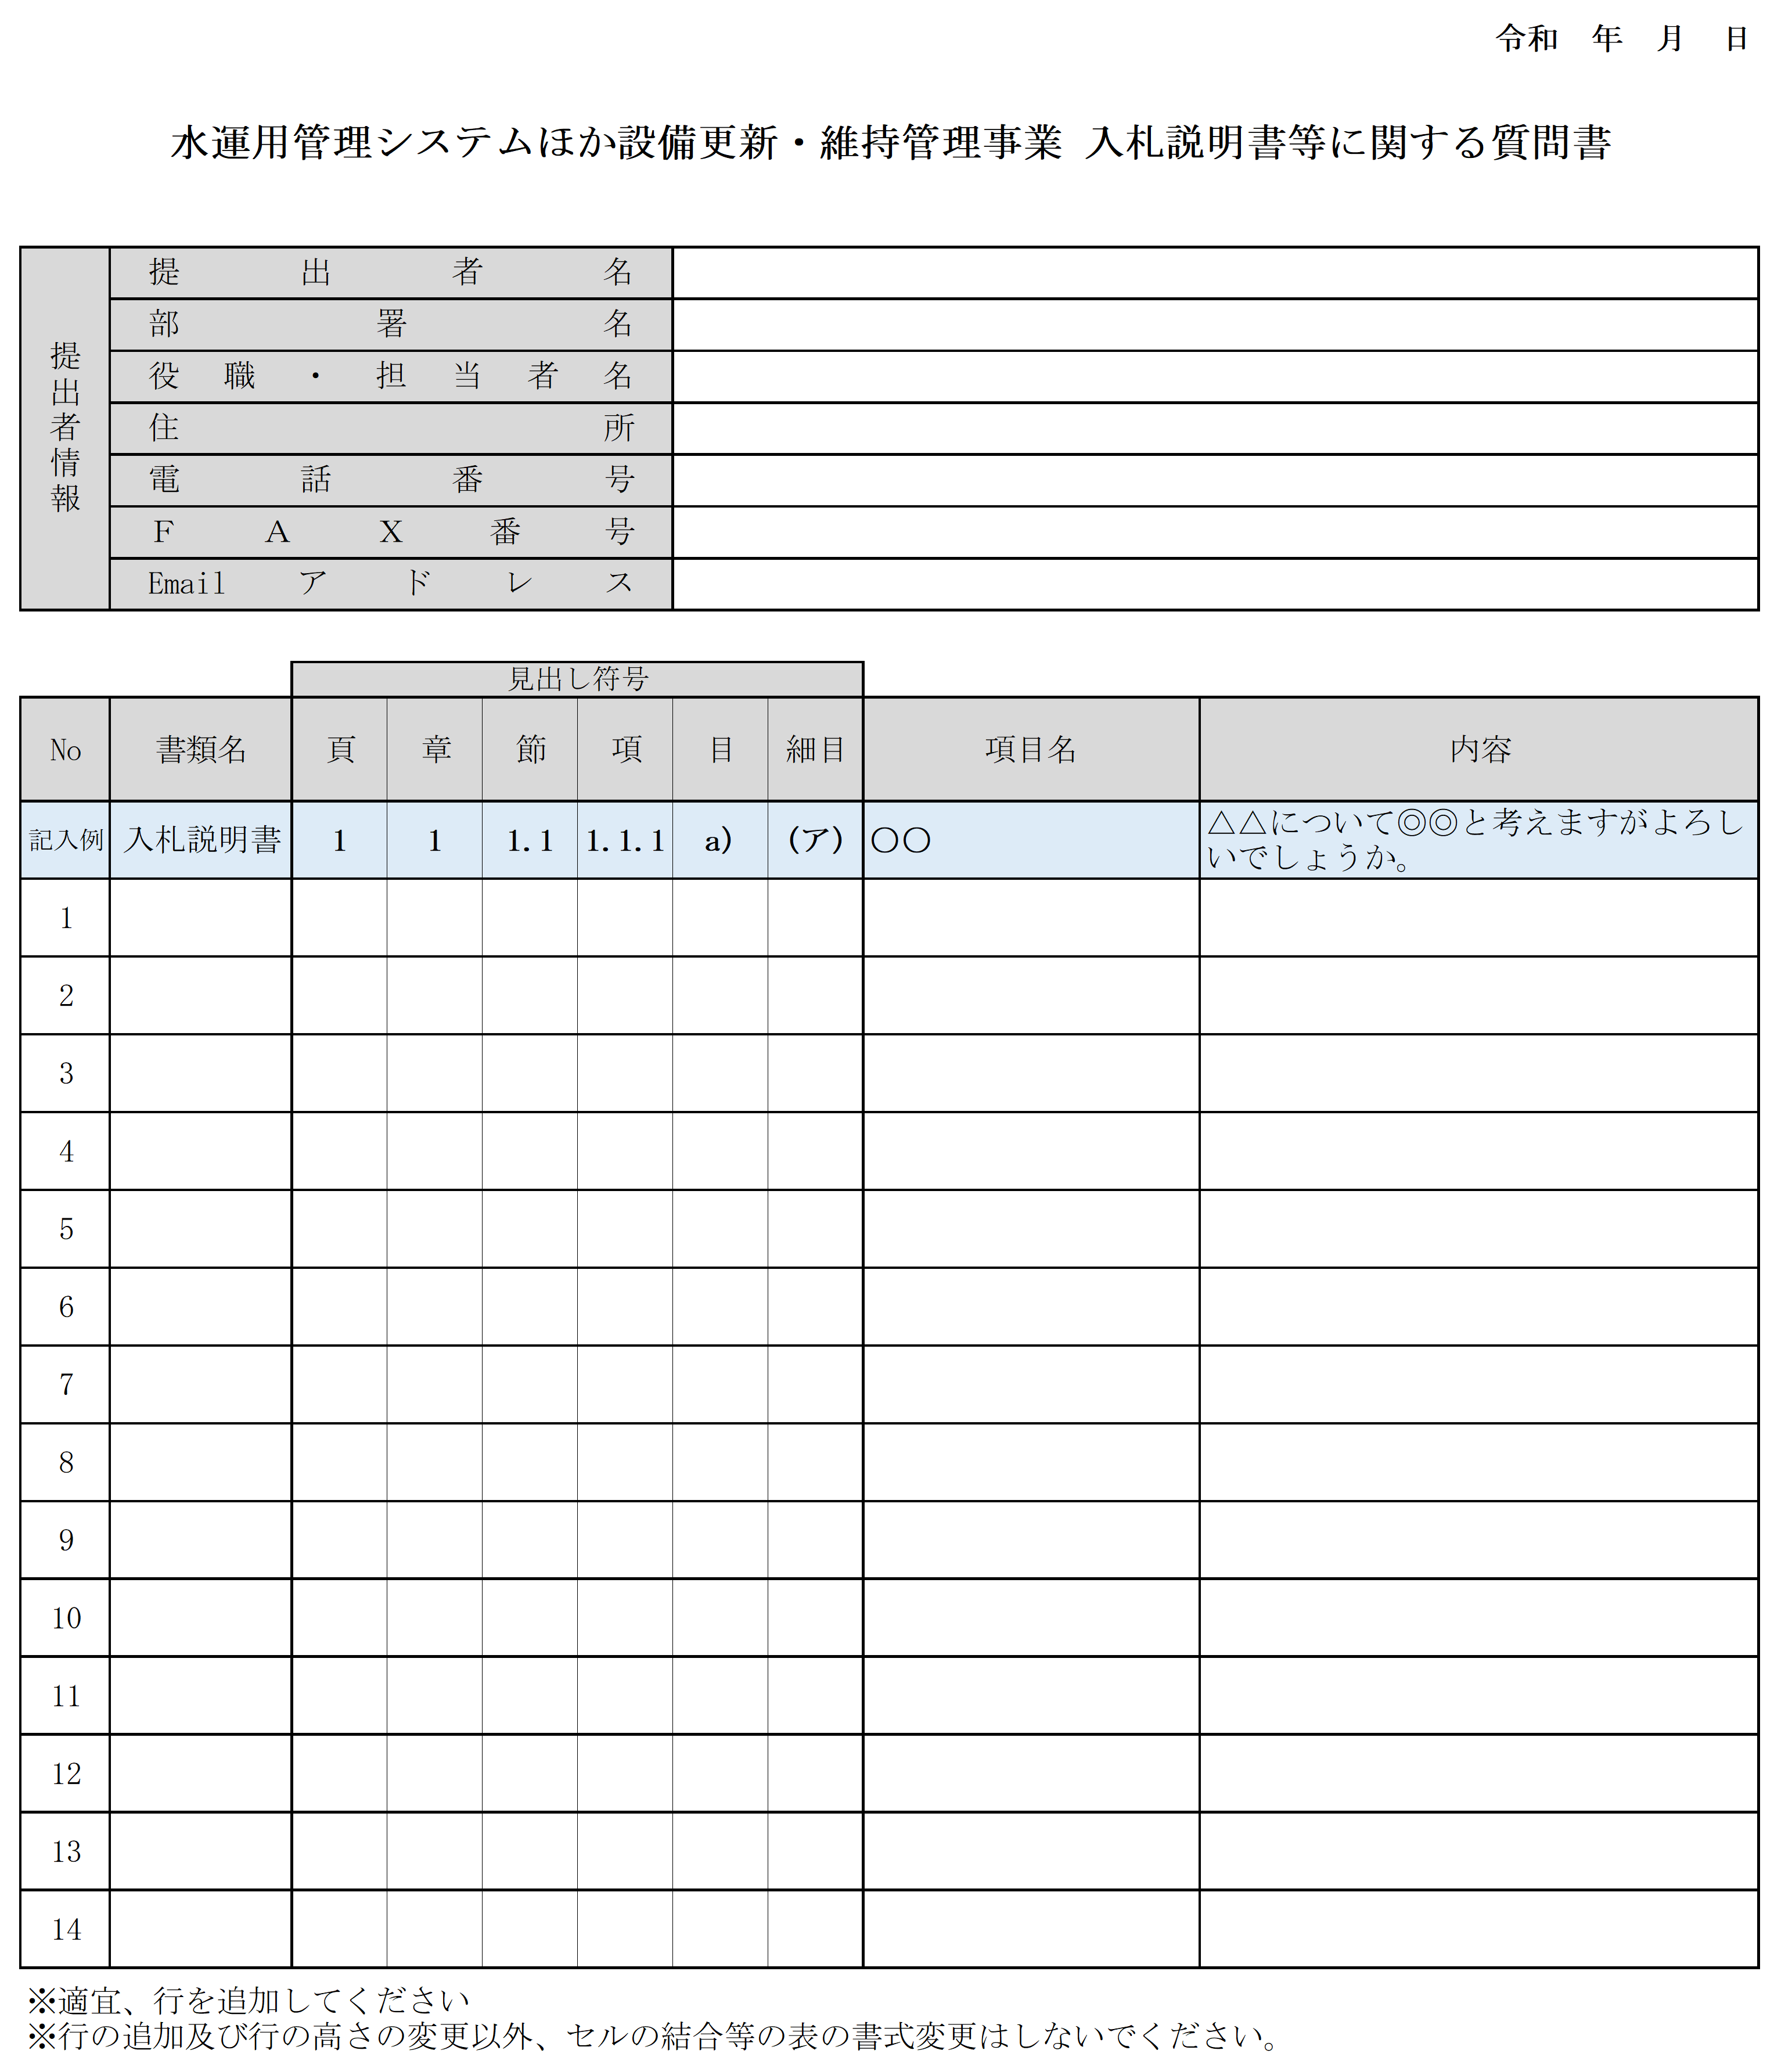 令和　年　月　日
水運用管理システムほか設備更新・維持管理事業 入札説明書等に関する質問書
提出者情報
提出者名
部署名
役職・担当者名
住所
電話番号
ＦＡＸ番号
Emailアドレス
見出し符号
No 書類名 頁 章 節 項 目 細目 項目名 内容
記入例 入札説明書 1 1 1.1 1.1.1 a) (ア) 〇〇 △△について◎◎と考えますがよろし
いでしょうか。
1
2
3
4
5
6
7
8
9
10
11
12
13
14
※適宜、行を追加してください
※行の追加及び行の高さの変更以外、セルの結合等の表の書式変更はしないでください。